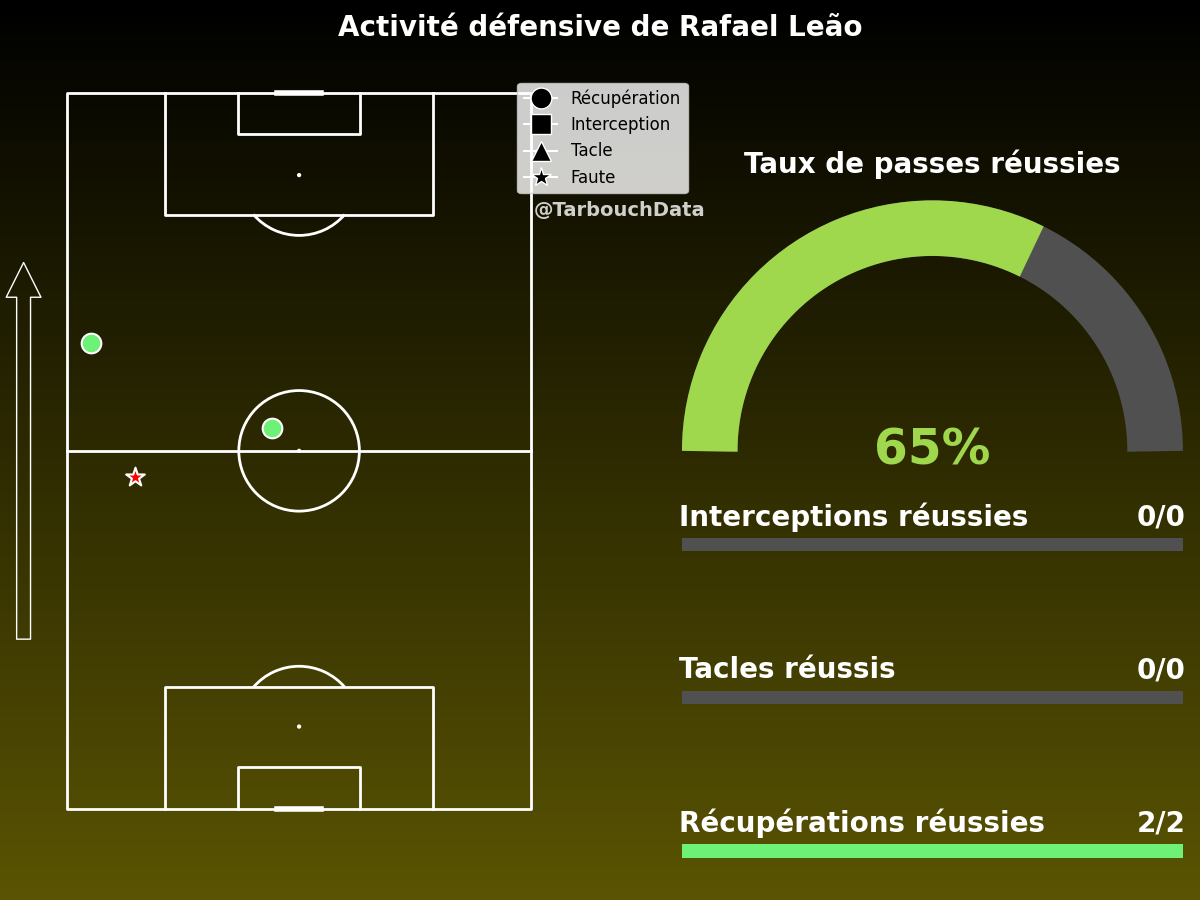 Activité défensive de Rafael Leão
Récupération
Interception
Tacle
Faute
@TarbouchData
Taux de passes réussies
65%
Interceptions réussies 0/0
Tacles réussis 0/0
Récupérations réussies 2/2